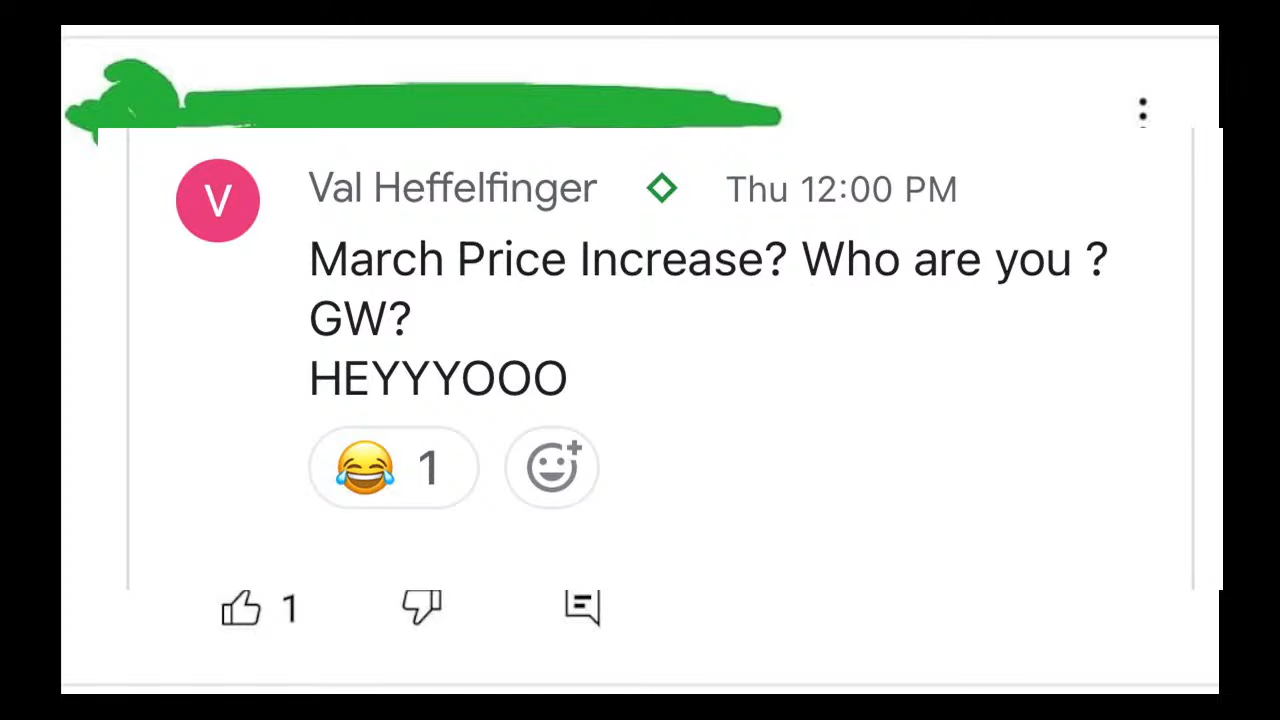 V
Val Heffelfinger Thu 12:00 PM
March Price Increase? Who are you ?
GW?
HEYYYOOO
😂 1
1